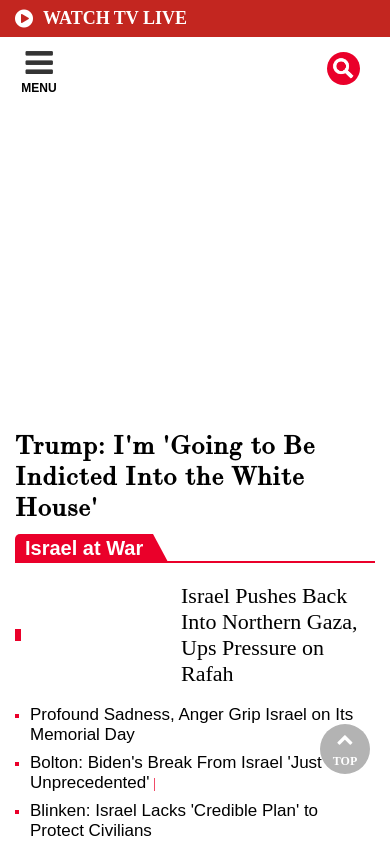 WATCH TV LIVE
MENU
Trump: I'm 'Going to Be
Indicted Into the White
House'
Israel at War
Israel Pushes Back
Into Northern Gaza,
Ups Pressure on
Rafah
Profound Sadness, Anger Grip Israel on Its
Memorial Day
Bolton: Biden's Break From Israel 'Just
Unprecedented' |
TOP
Blinken: Israel Lacks 'Credible Plan' to
Protect Civilians